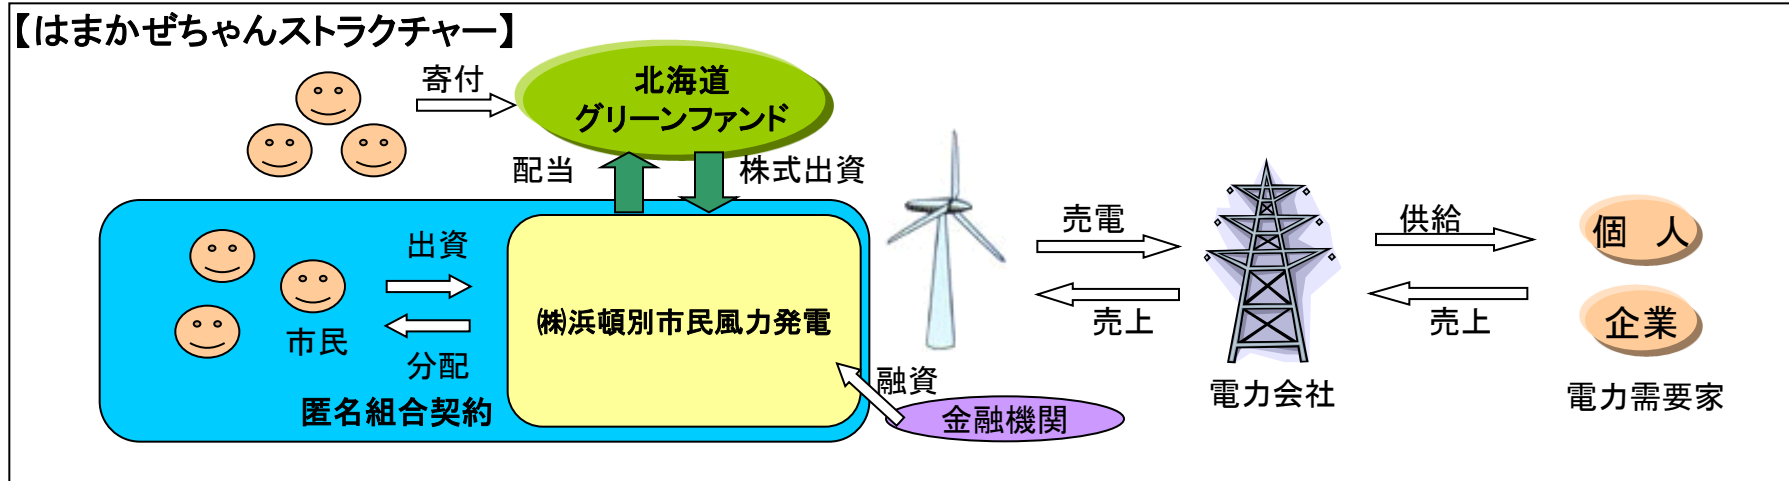 【はまかぜちゃんストラクチャー】
寄付
北海道
グリーンファンド
配当
株式出資
出資
市民
分配
匿名組合契約
㈱浜頓別市民風力発電
融資
金融機関
売電
売上
電力会社
供給
売上
個　人
企業
電力需要家